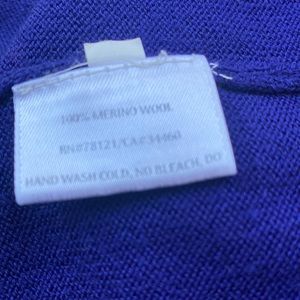 100% MERINO WOOL
RN#78121/CA#34460
HAND WASH COLD, NO BLEACH, DO